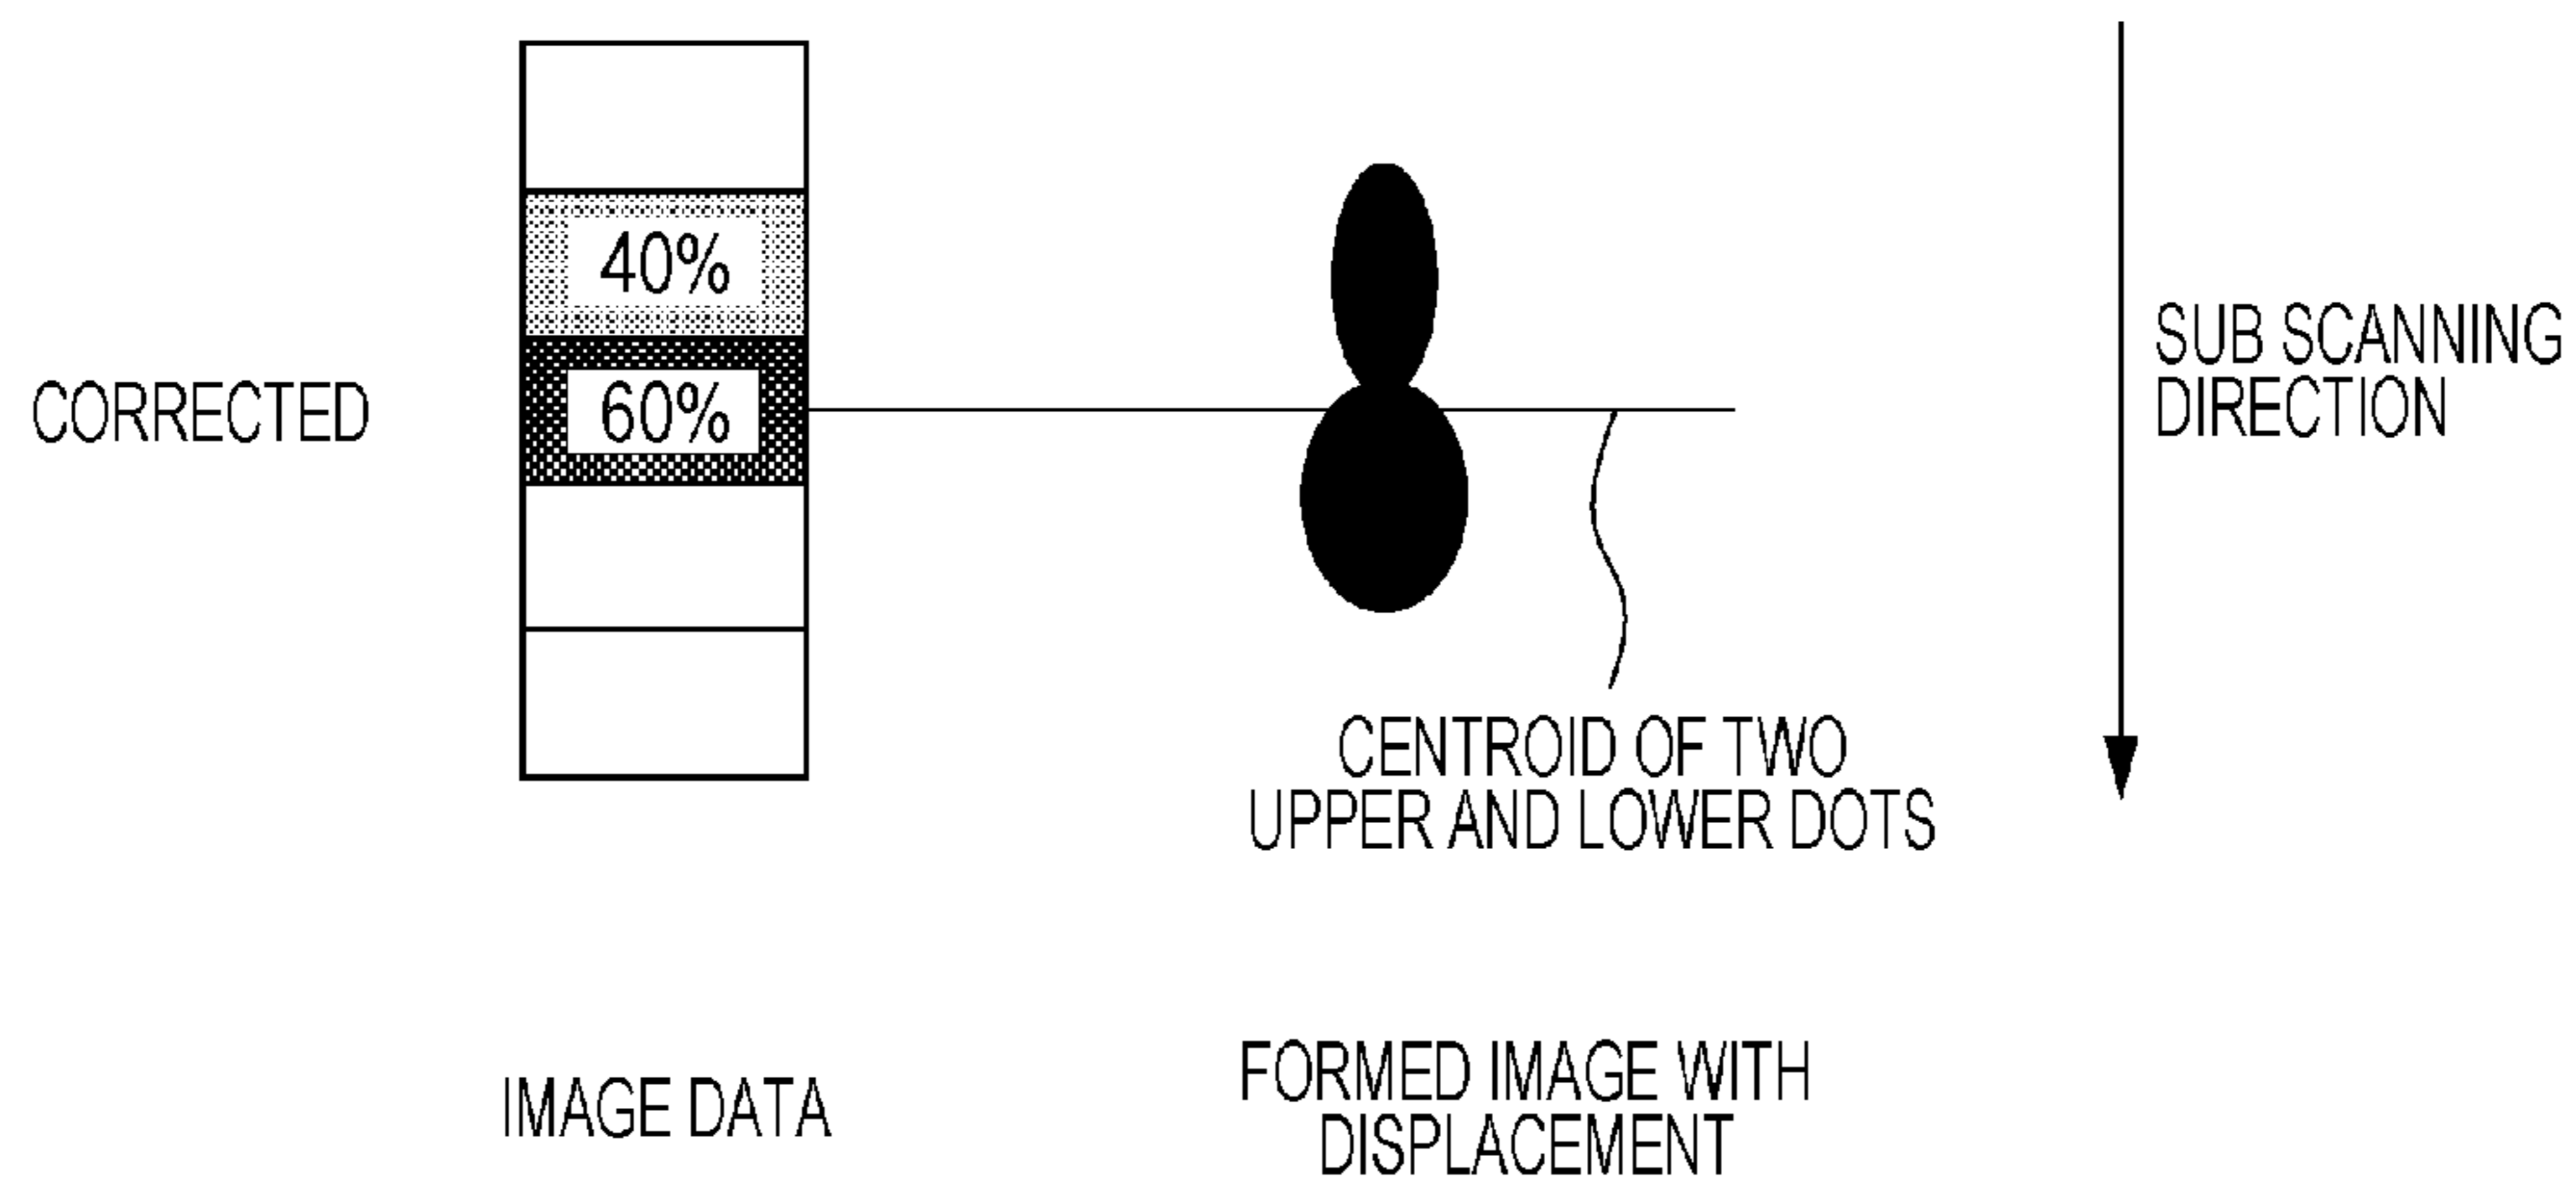 40%
60%
CORRECTED
SUB SCANNING
DIRECTION
CENTROID OF TWO
UPPER AND LOWER DOTS
IMAGE DATA
FORMED IMAGE WITH
DISPLACEMENT